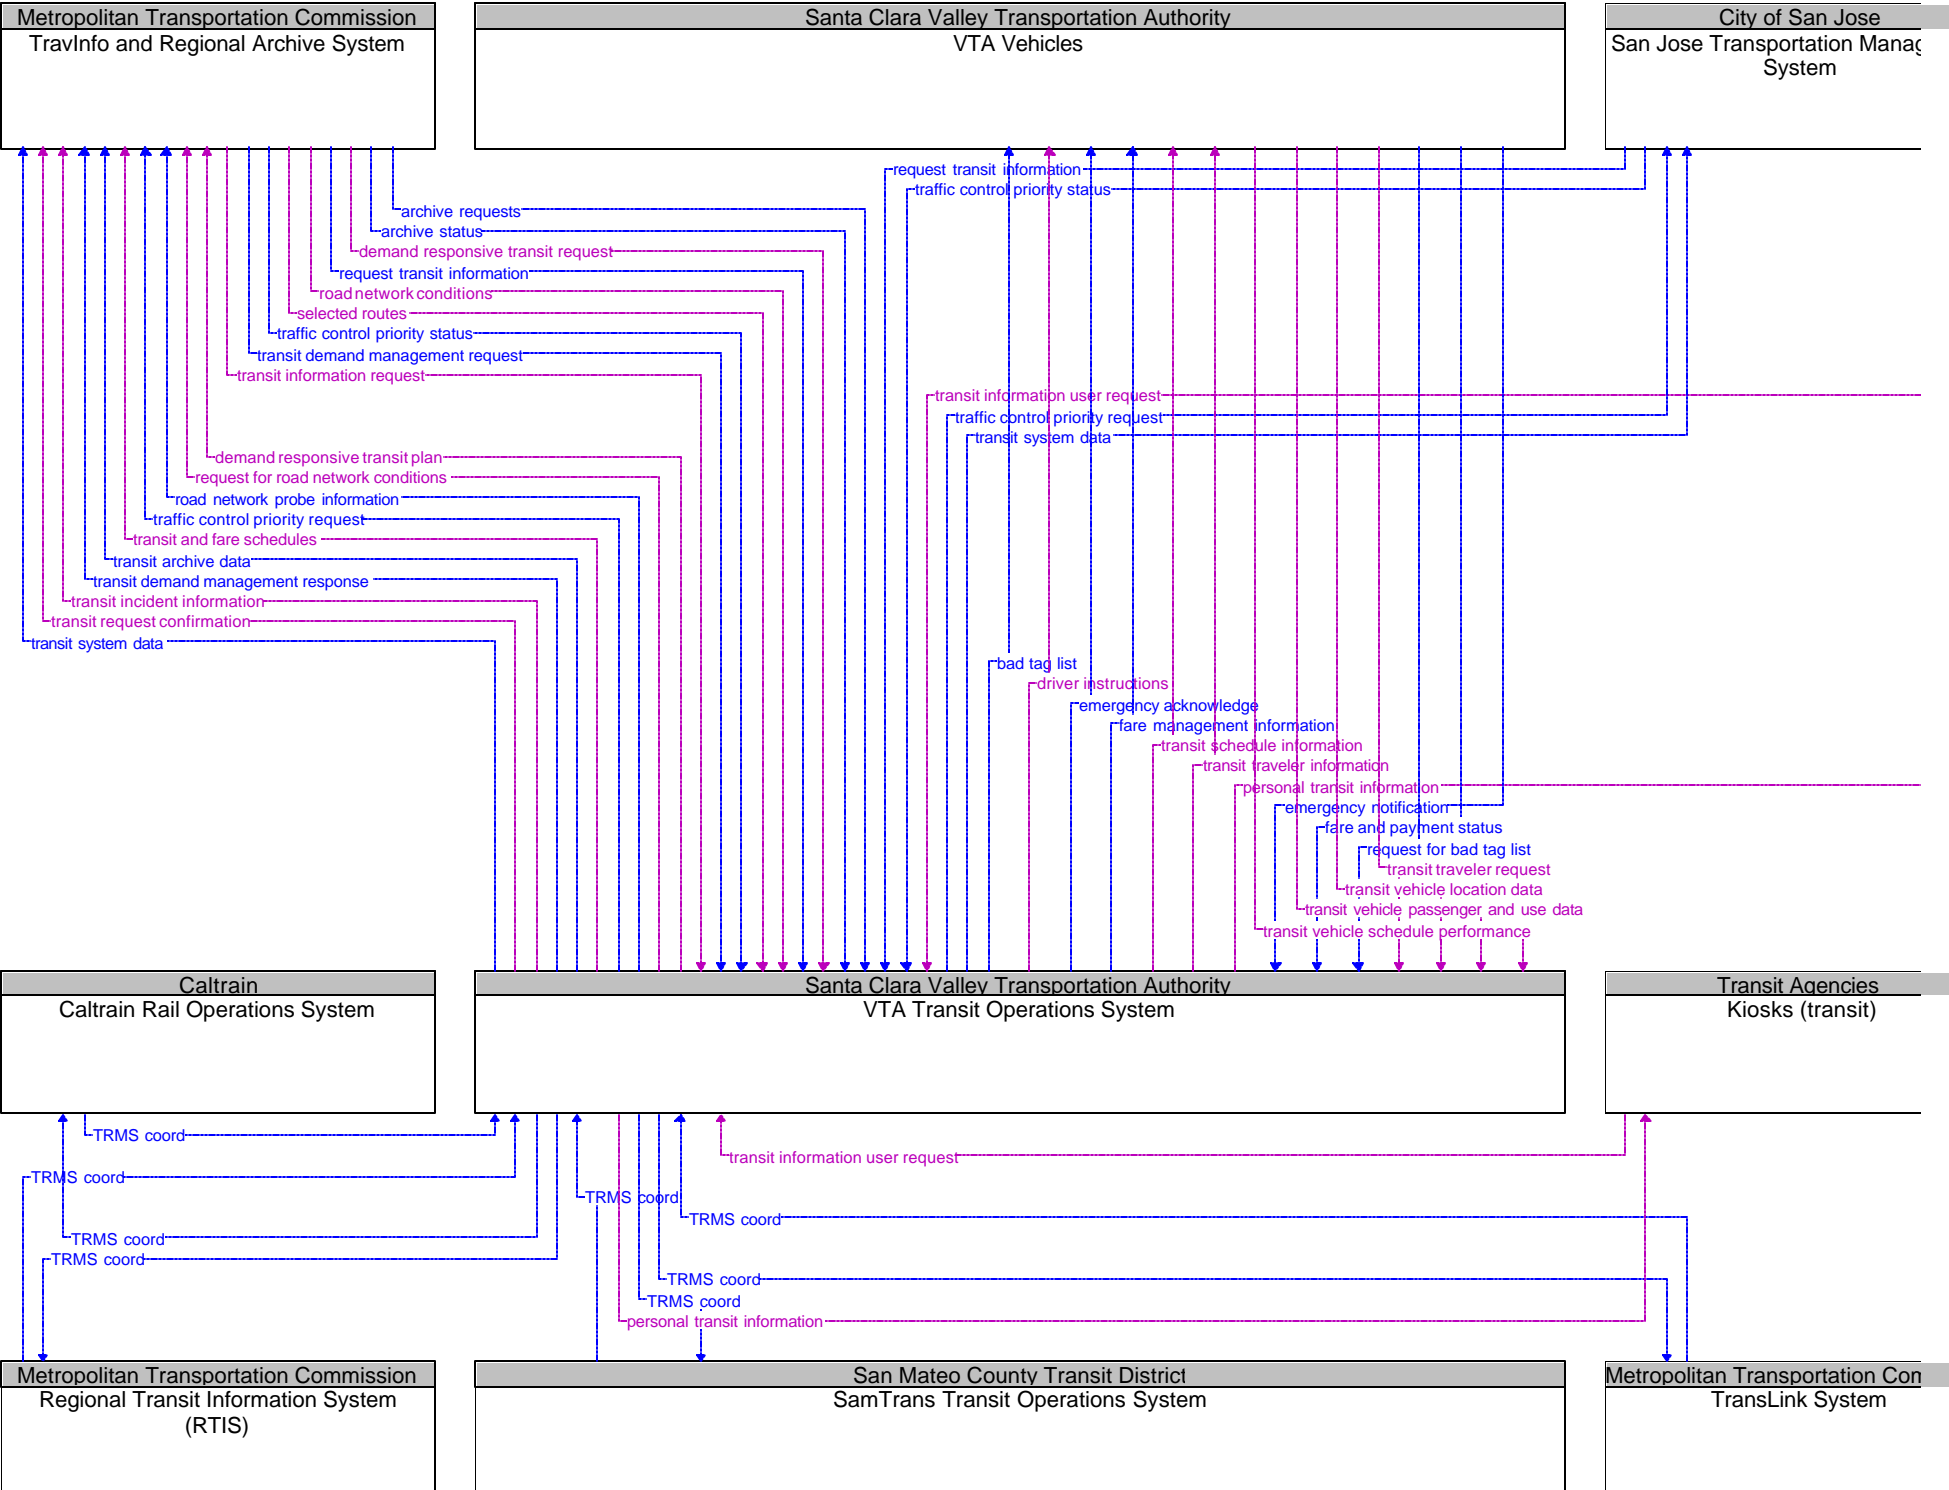 Metropolitan Transportation Commission
TravInfo and Regional Archive System
Santa Clara Valley Transportation Authority
VTA Vehicles
City of San Jose
San Jose Transportation Manag
System
request transit information
traffic control priority status
archive requests
archive status
demand responsive transit request
request transit information
road network conditions
selected routes
traffic control priority status
transit demand management request
transit information request
transit information user request
traffic control priority request
transit system data
demand responsive transit plan
request for road network conditions
road network probe information
traffic control priority request
transit and fare schedules
transit archive data
transit demand management response
transit incident information
transit request confirmation
transit system data
bad tag list
driver instructions
emergency acknowledge
fare management information
transit schedule information
transit traveler information
personal transit information
emergency notification
fare and payment status
request for bad tag list
transit traveler request
transit vehicle location data
transit vehicle passenger and use data
transit vehicle schedule performance
Caltrain
Caltrain Rail Operations System
Santa Clara Valley Transportation Authority
VTA Transit Operations System
Transit Agencies
Kiosks (transit)
TRMS coord
transit information user request
TRMS coord
TRMS coord
TRMS coord
TRMS coord
TRMS coord
TRMS coord
TRMS coord
personal transit information
Metropolitan Transportation Commission
Regional Transit Information System
(RTIS)
San Mateo County Transit District
SamTrans Transit Operations System
Metropolitan Transportation Com
TransLink System